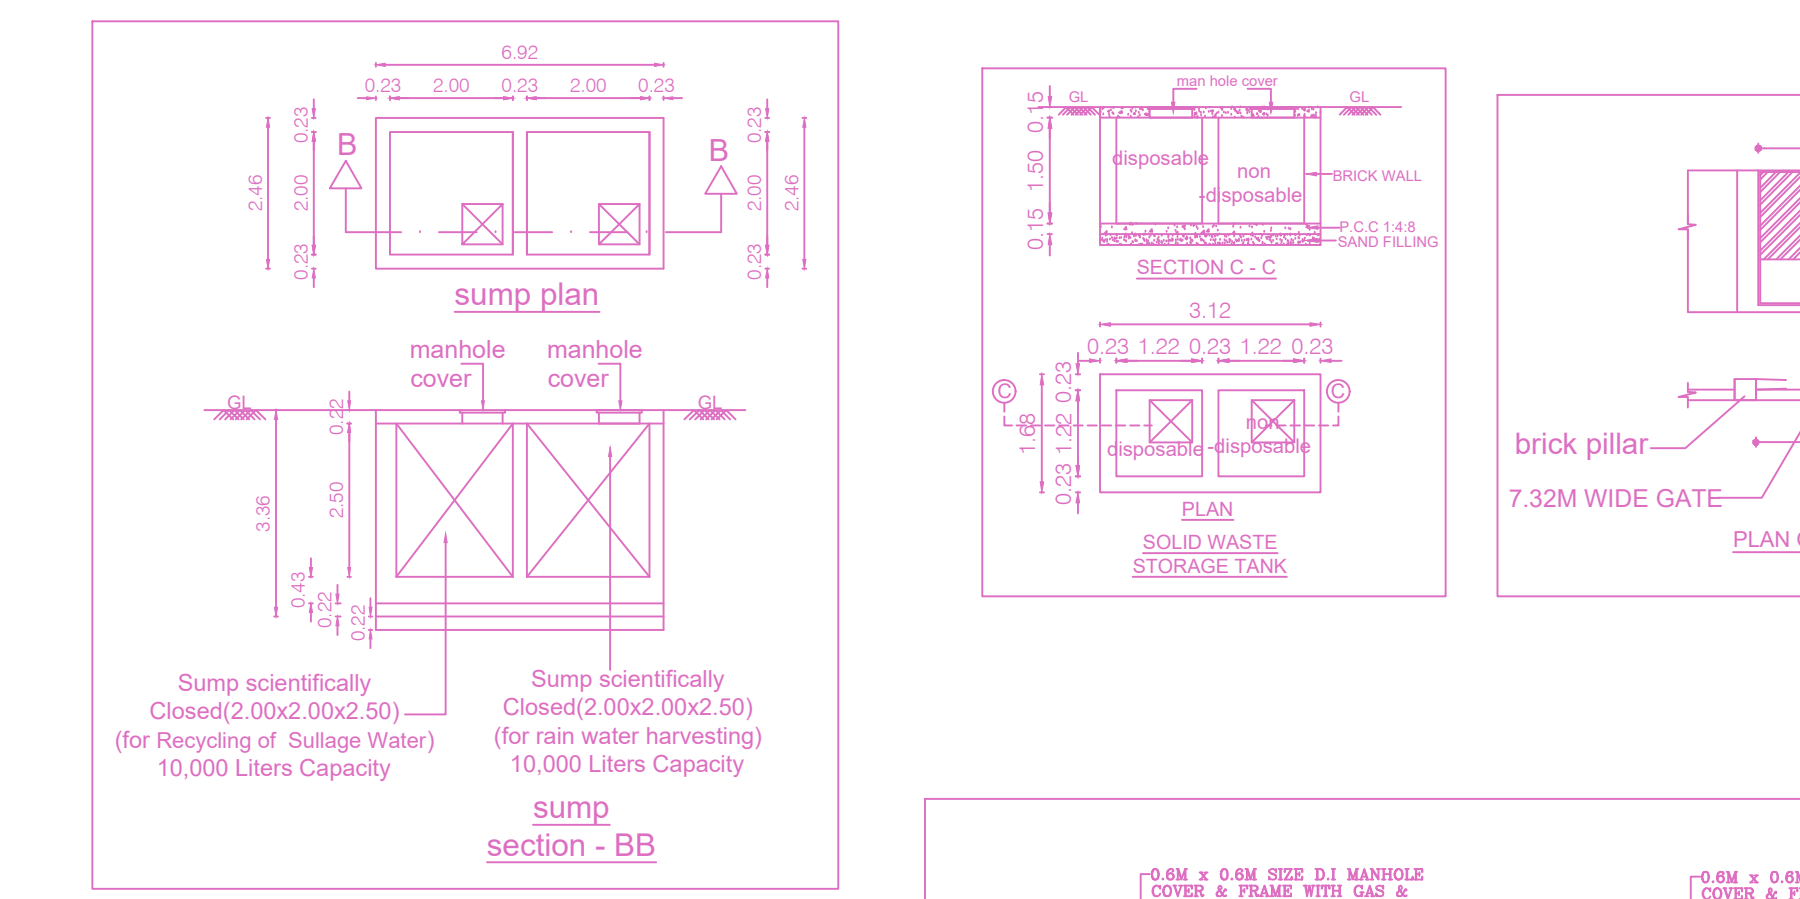 6.92
0.23 2.00 0.23 2.00 0.23
0.23
2.00
0.23
2.46
B
B
0.23
2.00
0.23
2.46
sump plan
manhole
cover
manhole
cover
GL
GL
0.22
2.50
3.36
0.43
0.22
0.22
Sump scientifically
Closed(2.00x2.00x2.50)
(for Recycling of Sullage Water)
10,000 Liters Capacity
Sump scientifically
Closed(2.00x2.00x2.50)
(for rain water harvesting)
10,000 Liters Capacity
sump
section - BB
man hole cover
GL
GL
0.15
1.50
0.15
disposable
non
-disposable
BRICK WALL
P.C.C 1:4:8
SAND FILLING
SECTION C - C
3.12
0.23 1.22 0.23 1.22 0.23
0.23
1.22
0.23
1.68
C
C
disposable
non
-disposable
PLAN
SOLID WASTE
STORAGE TANK
brick pillar
7.32M WIDE GATE
PLAN
0.6M x 0.6M SIZE D.I MANHOLE
COVER & FRAME WITH GAS &
0.6M x 0.6M
COVER &